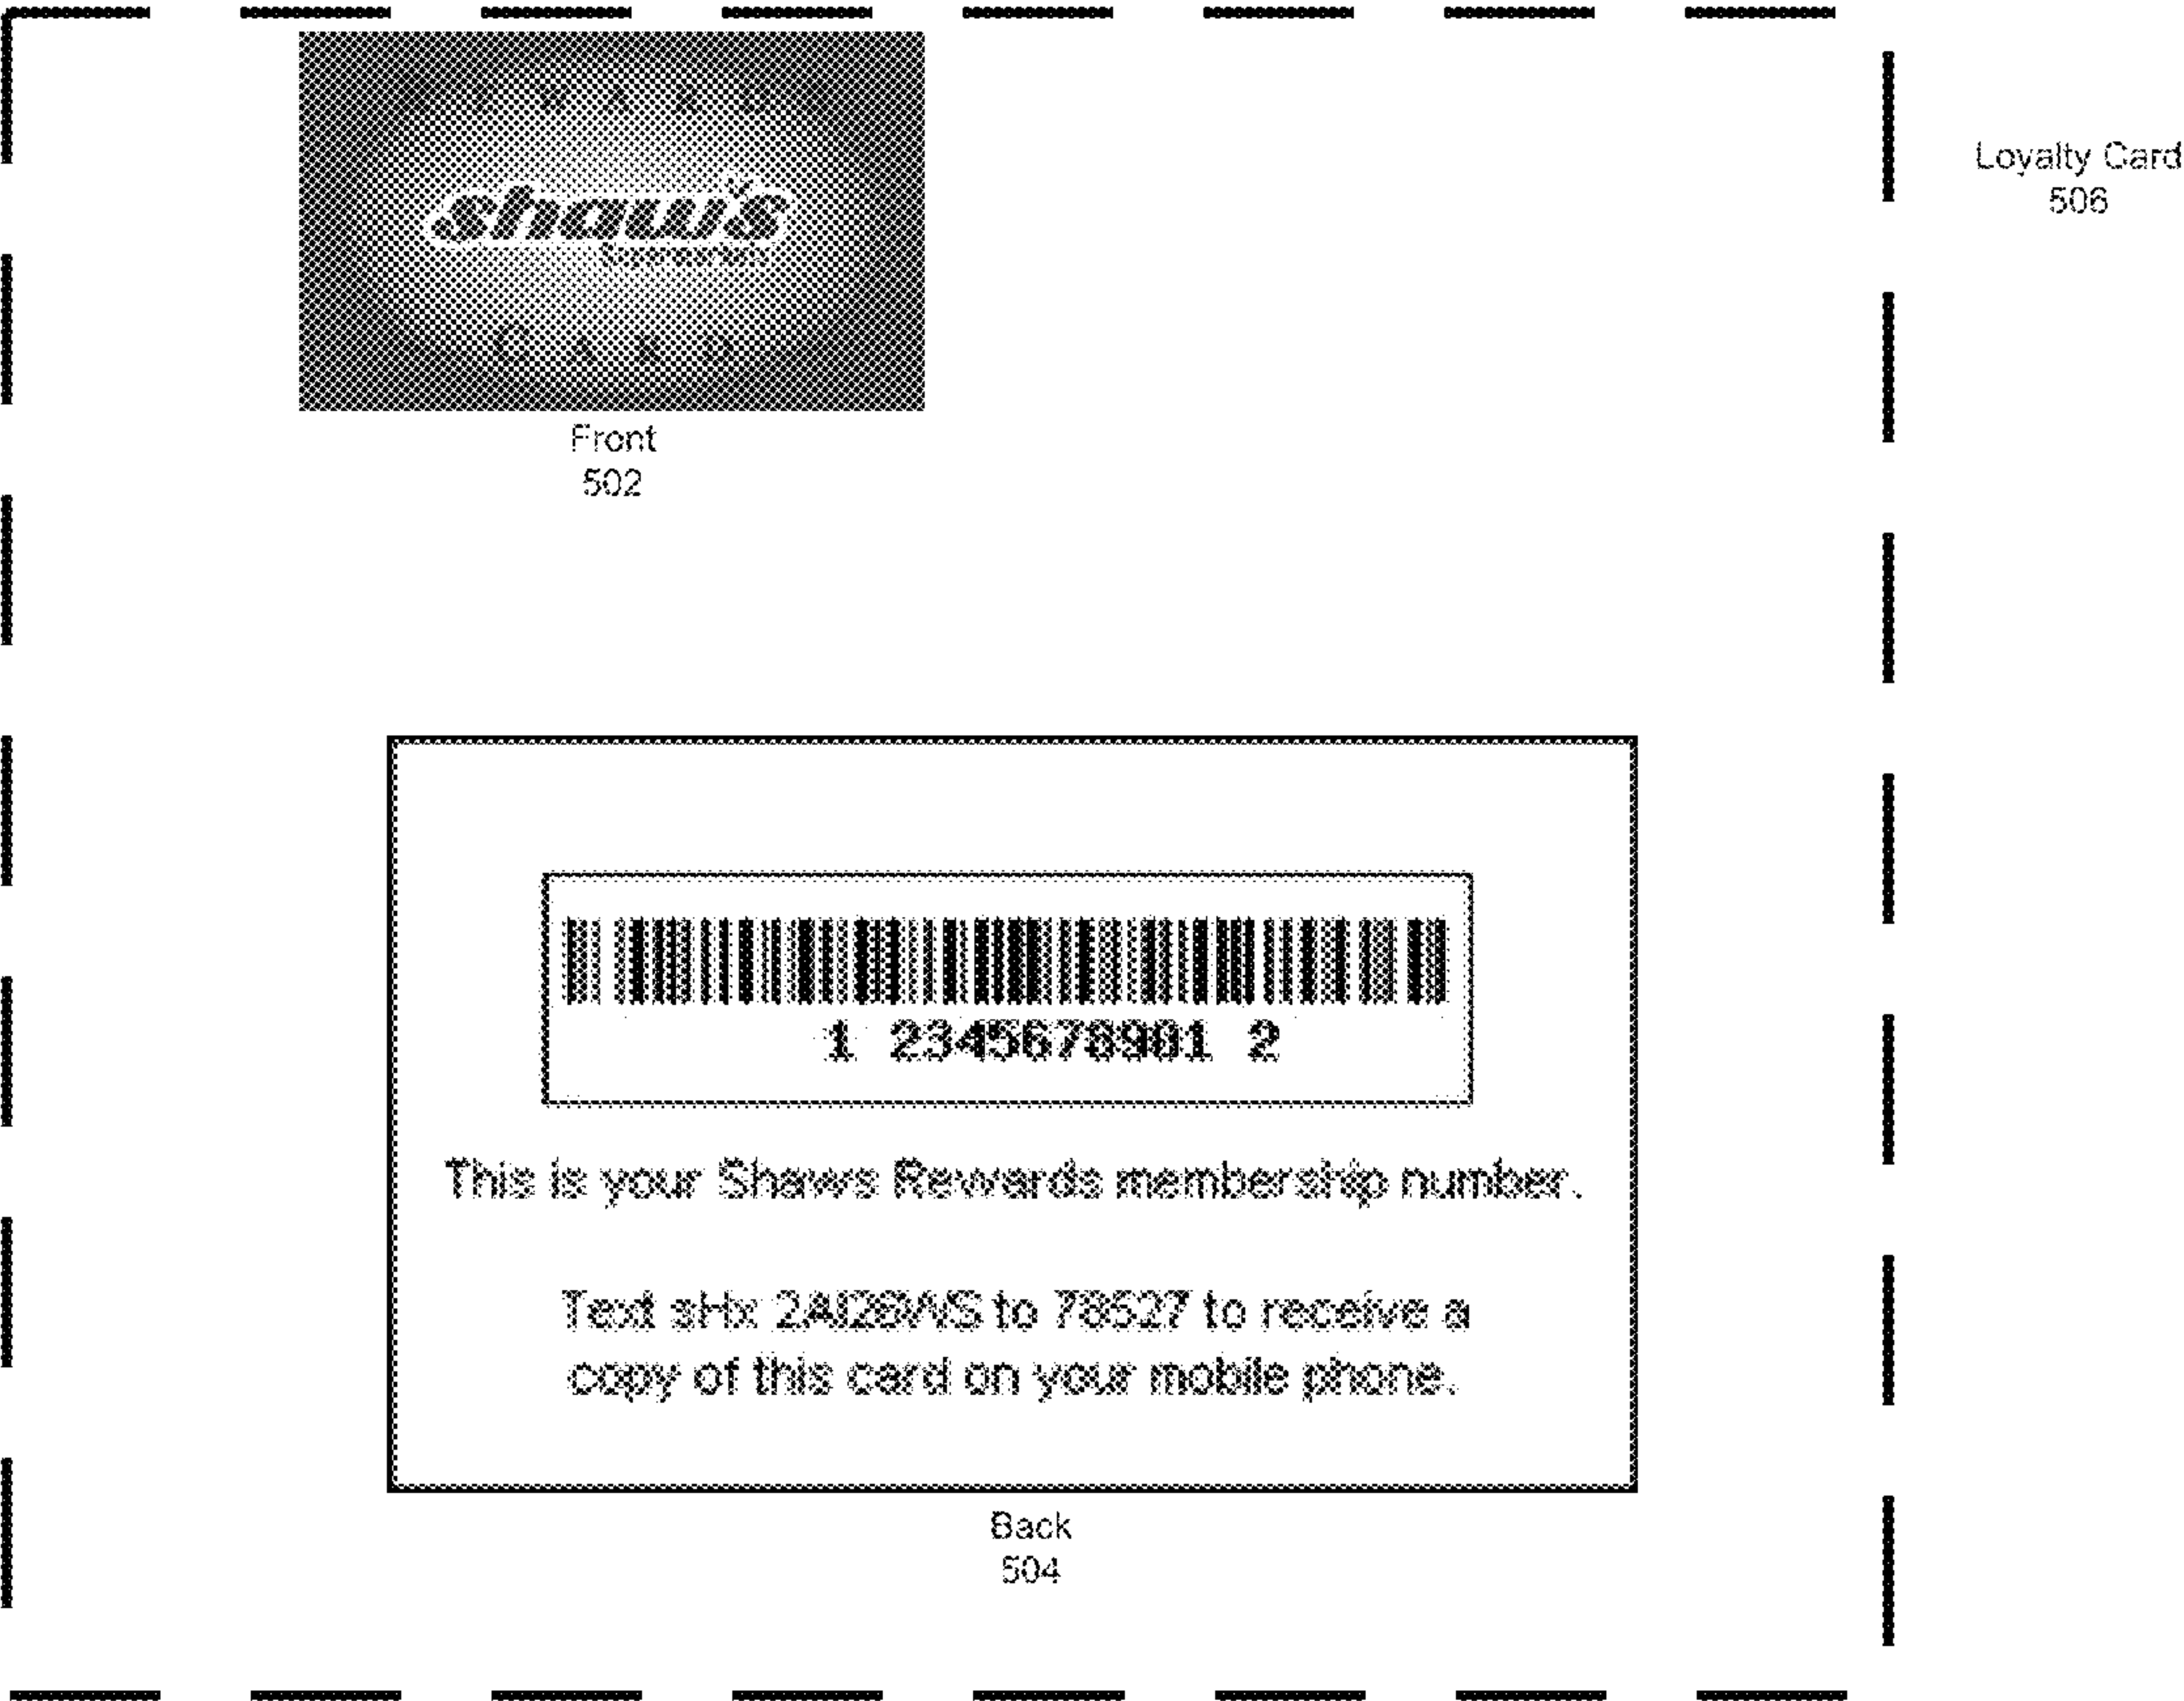 shaw's
CARD
Front
502
Loyalty Card
506
1 2345678901 2
This is your Shaws Rewards membership number.
Text sHx to 78527 to receive a
copy of this card on your mobile phone.
Back
504